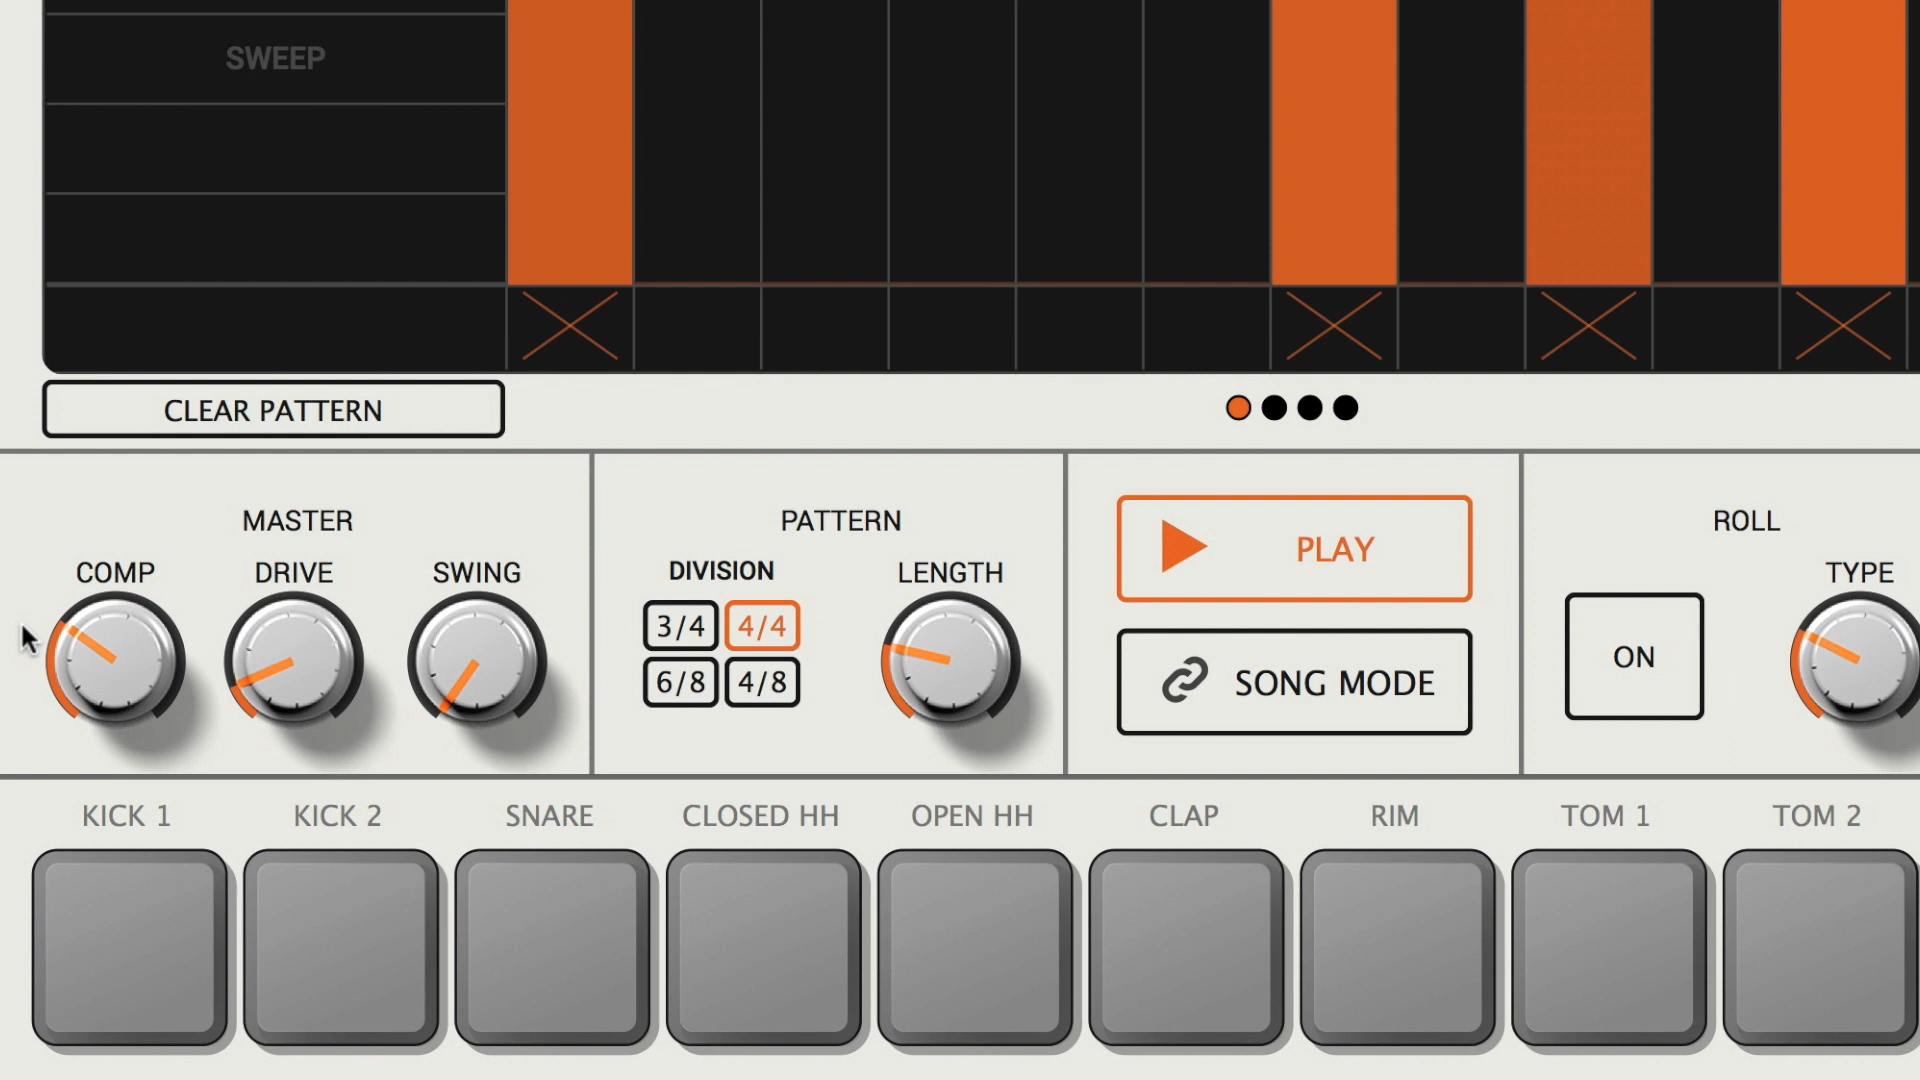 SWEEP
CLEAR PATTERN
MASTER
COMP DRIVE SWING
PATTERN
DIVISION
3/4 4/4
6/8 4/8
LENGTH
PLAY
SONG MODE
ROLL
ON
TYPE
KICK 1 KICK 2 SNARE CLOSED HH OPEN HH CLAP RIM TOM 1 TOM 2